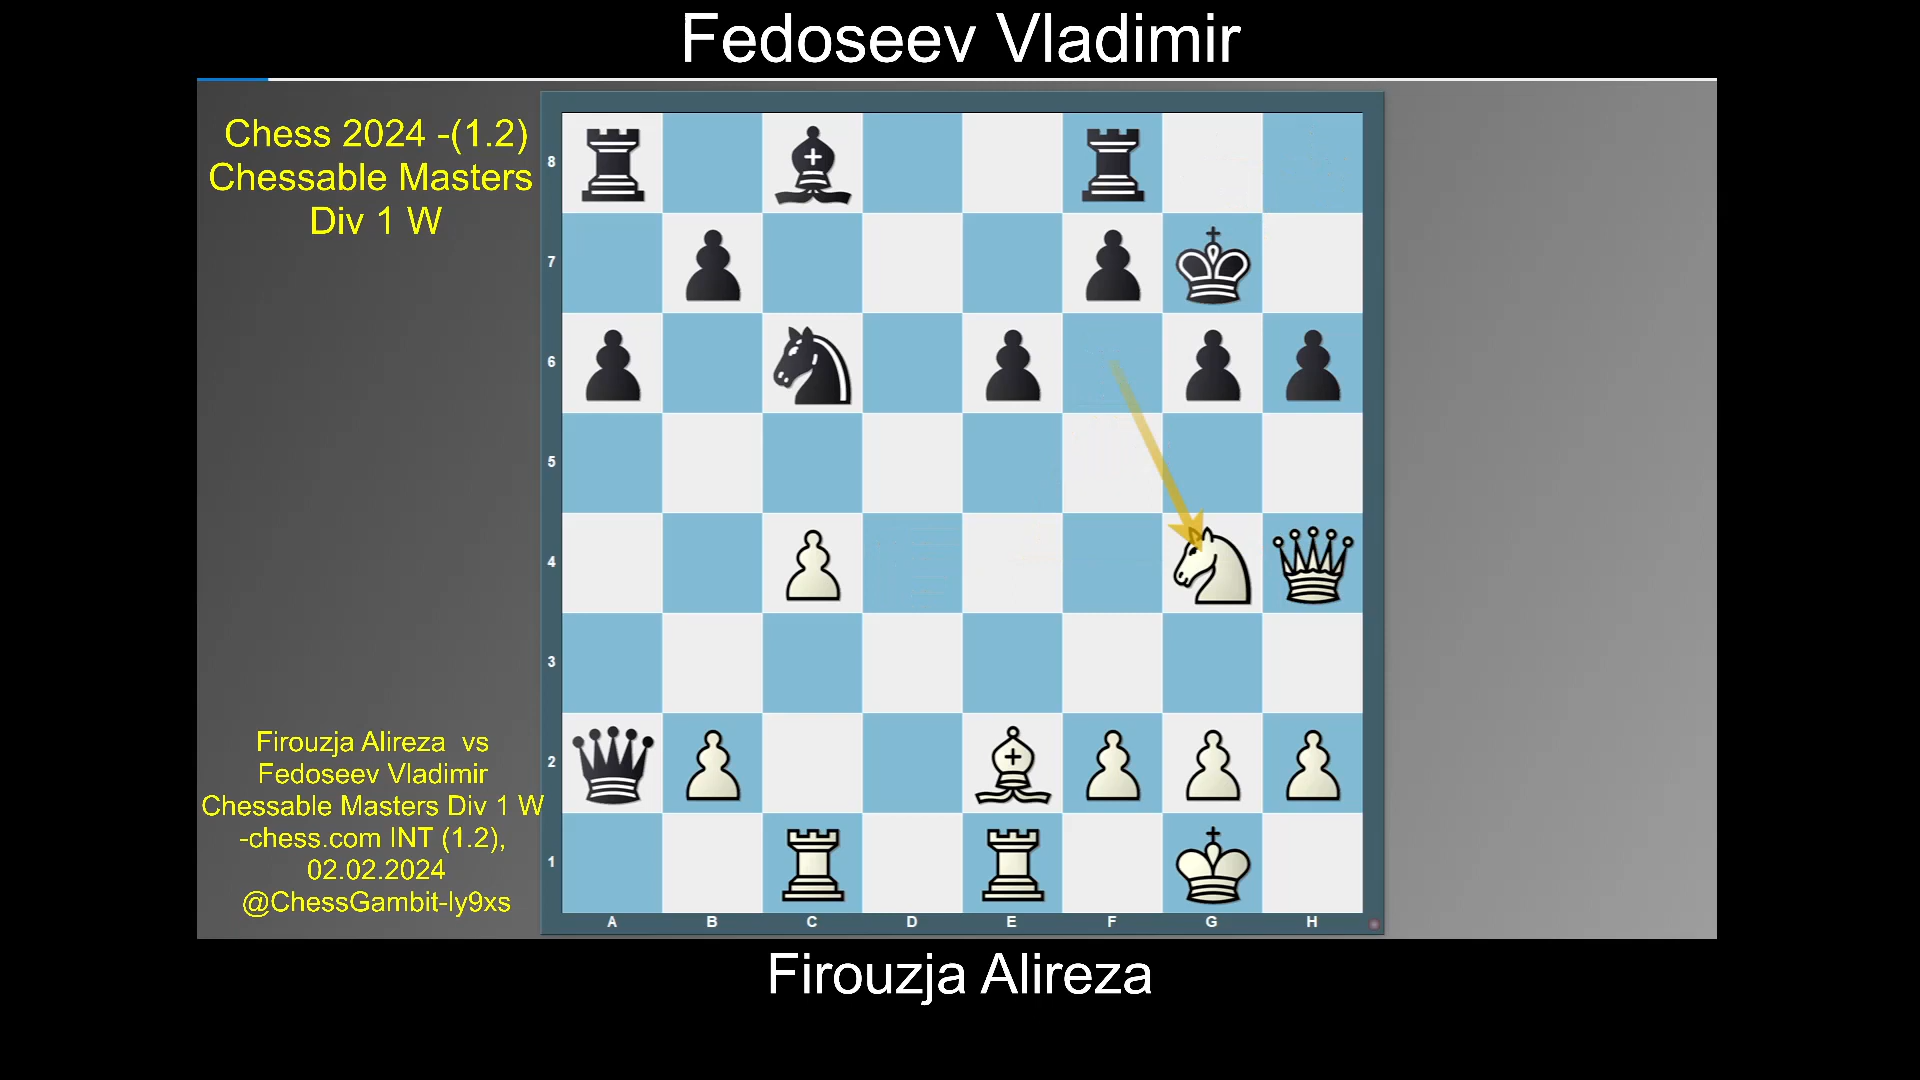 Fedoseev Vladimir
Chess 2024 -(1.2)
Chessable Masters
Div 1 W
8
7
6
5
4
3
2
1
Firouzja Alireza  vs
Fedoseev Vladimir
Chessable Masters Div 1 W
-chess.com INT (1.2),
02.02.2024
@ChessGambit-ly9xs
A B C D E F G H
Firouzja Alireza